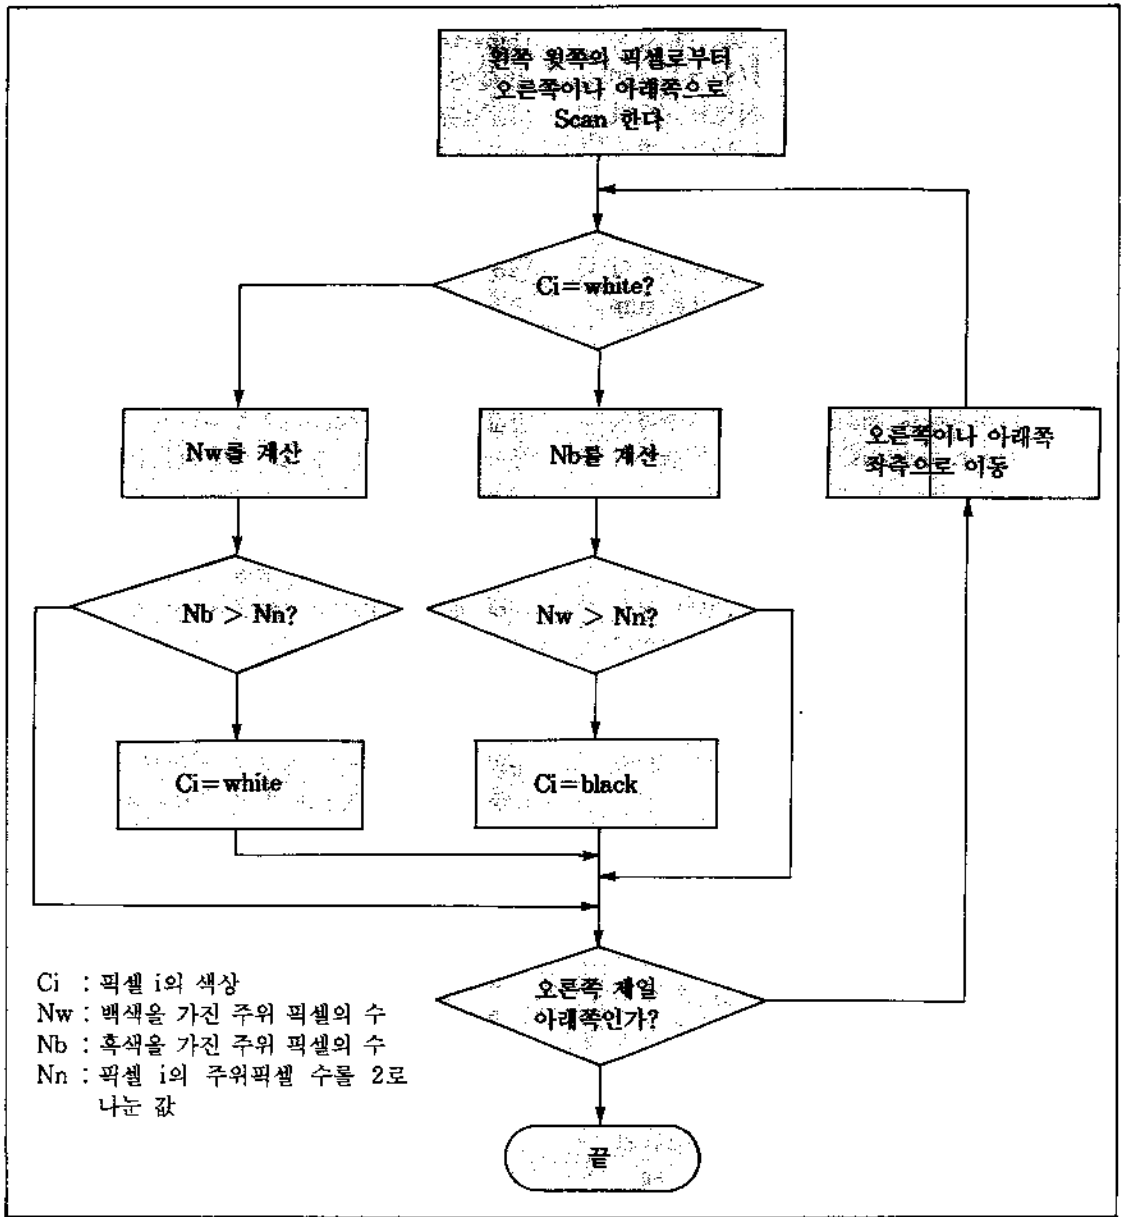 왼쪽 윗쪽의 픽셀로부터
오른쪽이나 아래쪽으로
Scan 한다
Ci=white?
Nw를 계산
Nb를 계산
오른쪽이나 아래쪽
좌측으로 이동
Nb > Nn?
Nw > Nn?
Ci=white
Ci=black
오른쪽 제일
아래쪽인가?
Ci : 픽셀 i의 색상
Nw : 백색을 가진 주위 픽셀의 수
Nb : 흑색을 가진 주위 픽셀의 수
Nn : 픽셀 i의 주위픽셀 수를 2로
나눈 값
끝